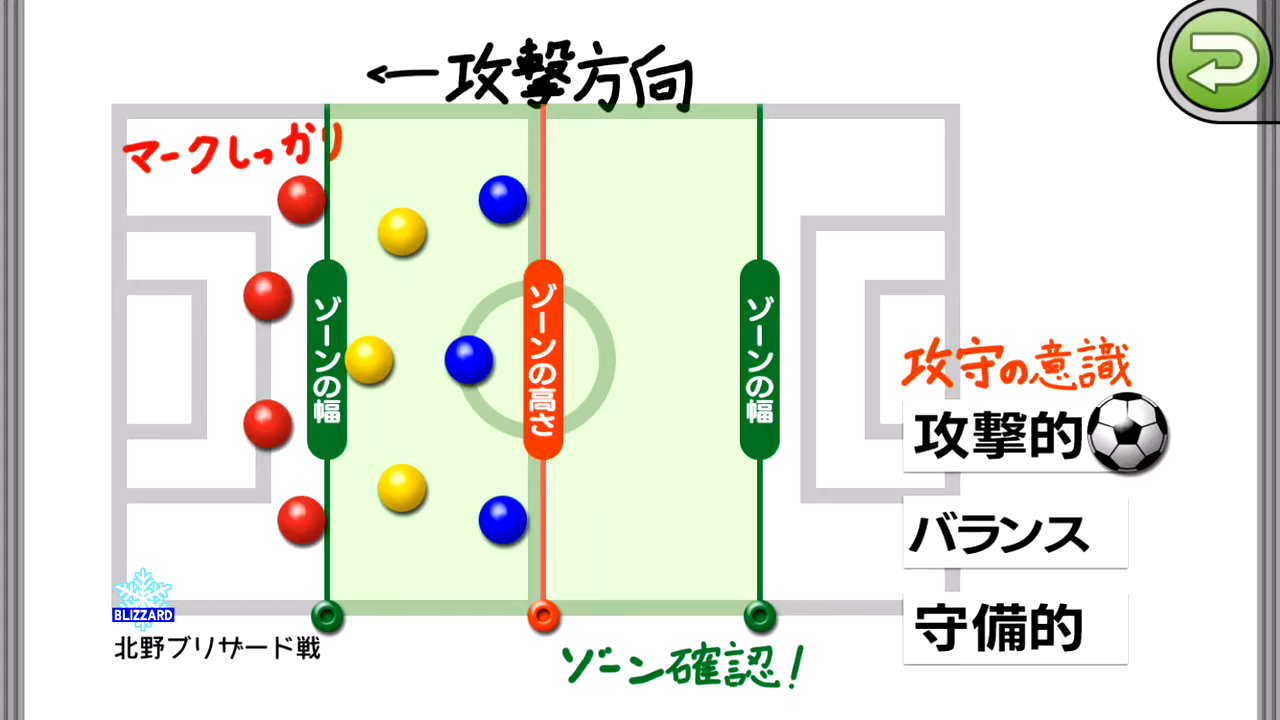 ←攻撃方向
マークしっかり
ゾーンの幅
ゾーンの高さ
ゾーンの幅
攻守の意識
攻撃的
バランス
守備的
BLIZZARD
北野ブリザード戦
ゾーン確認!